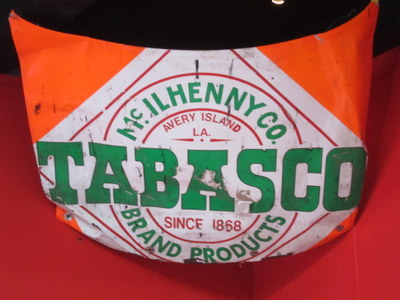 McILHENNY CO.
AVERY ISLAND
LA.
TABASCO
SINCE 1868
BRAND PRODUCTS